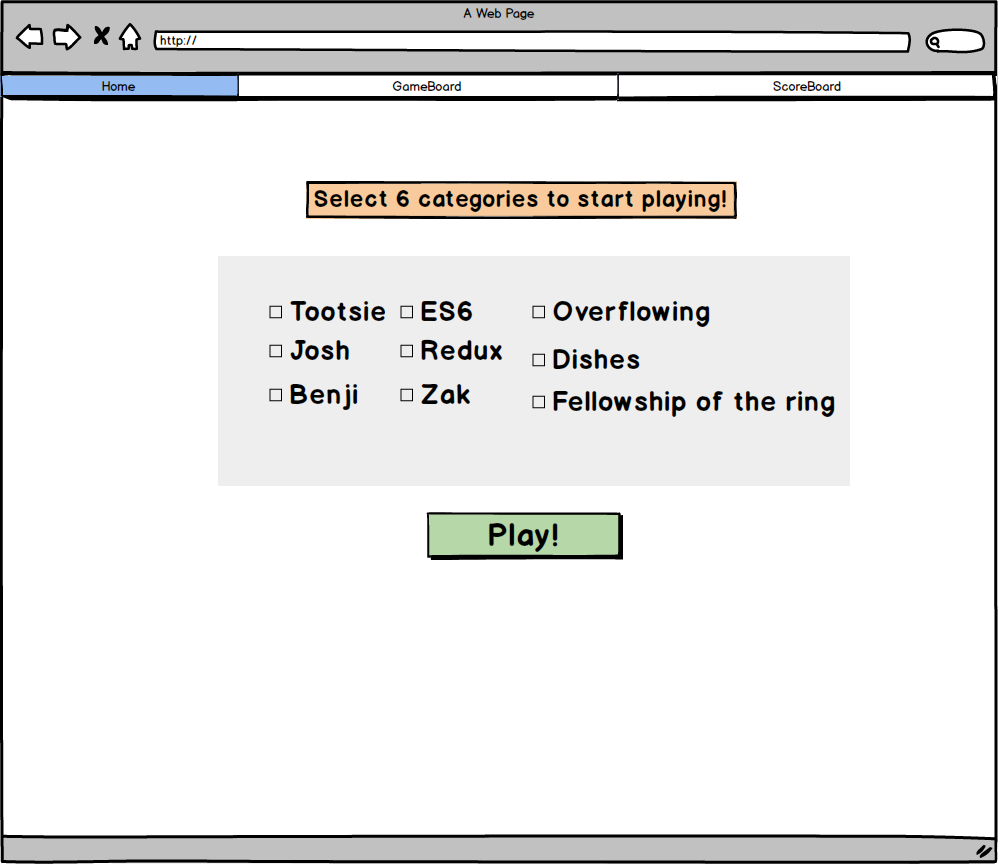 A Web Page
http://
Home GameBoard ScoreBoard
Select 6 categories to start playing!
Tootsie ES6 Overflowing
Josh Redux Dishes
Benji Zak Fellowship of the ring
Play!